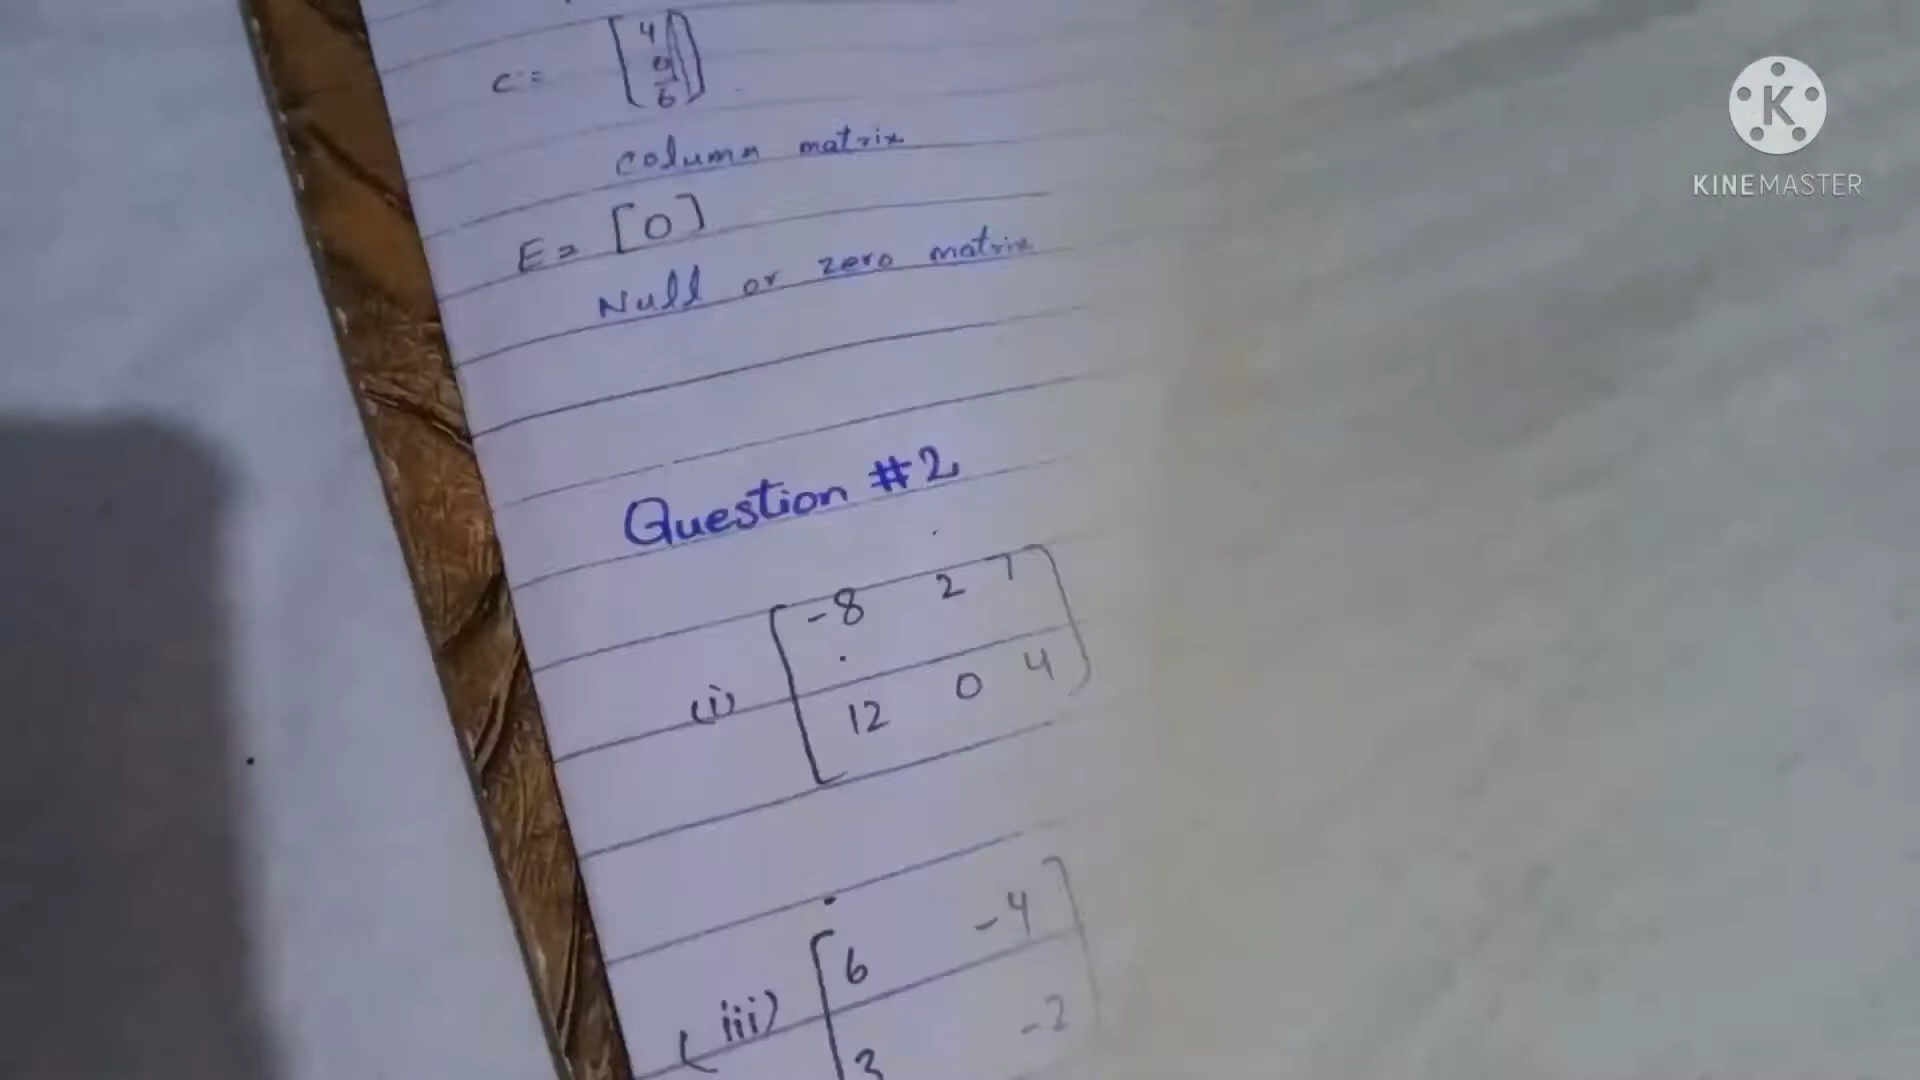 C = [4
0
6]
column matrix
E = [0]
Null or zero matrix
Question #2
(i) [-8 2 7
12 0 4]
(iii) [6 -4
3 -2
K
KINEMASTER